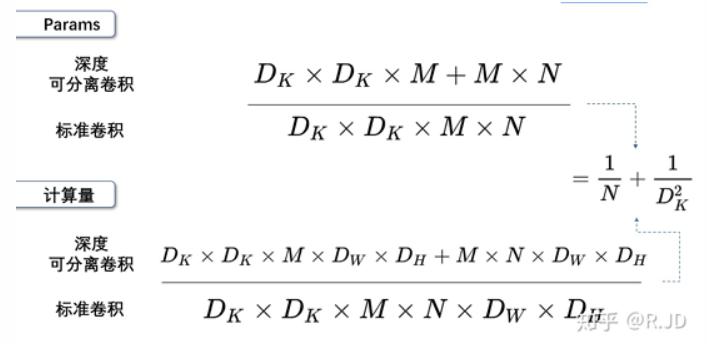 Params
深度
可分离卷积
D_K × D_K × M + M × N
标准卷积
D_K × D_K × M × N
= 1/N + 1/D_K^2
计算量
深度
可分离卷积
D_K × D_K × M × D_W × D_H + M × N × D_W × D_H
标准卷积
D_K × D_K × M × N × D_W × D_H
知乎 @R.JD